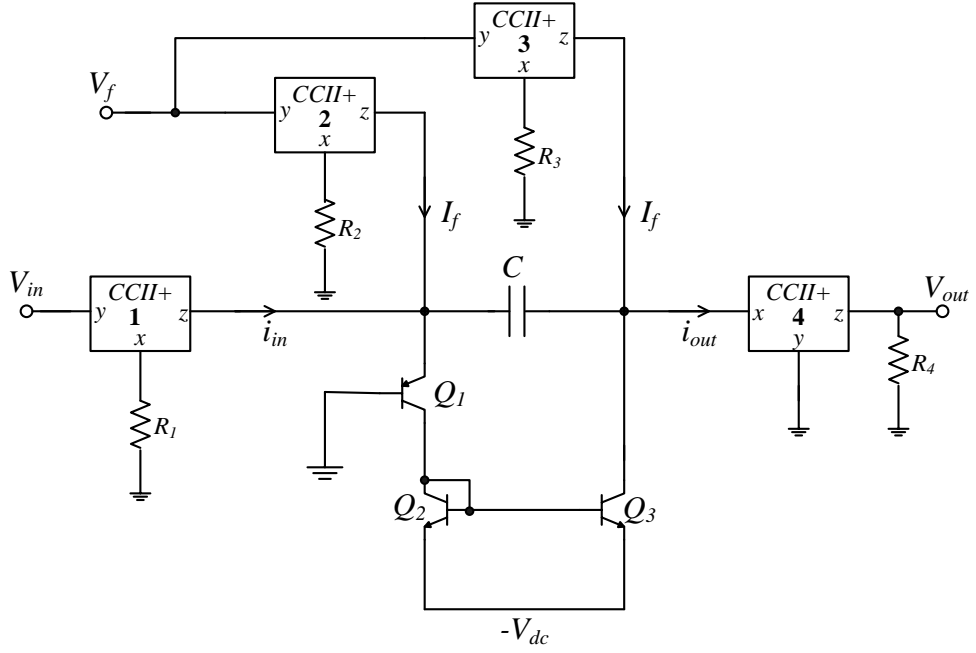 CCII+
y 3 z
x
V_f
CCII+
y 2 z
x
R_3
R_2
I_f
I_f
C
V_in
CCII+
y 1 z
x
i_in
i_out
CCII+
x 4 z
y
V_out
R_4
R_1
Q_1
Q_2
Q_3
-V_dc